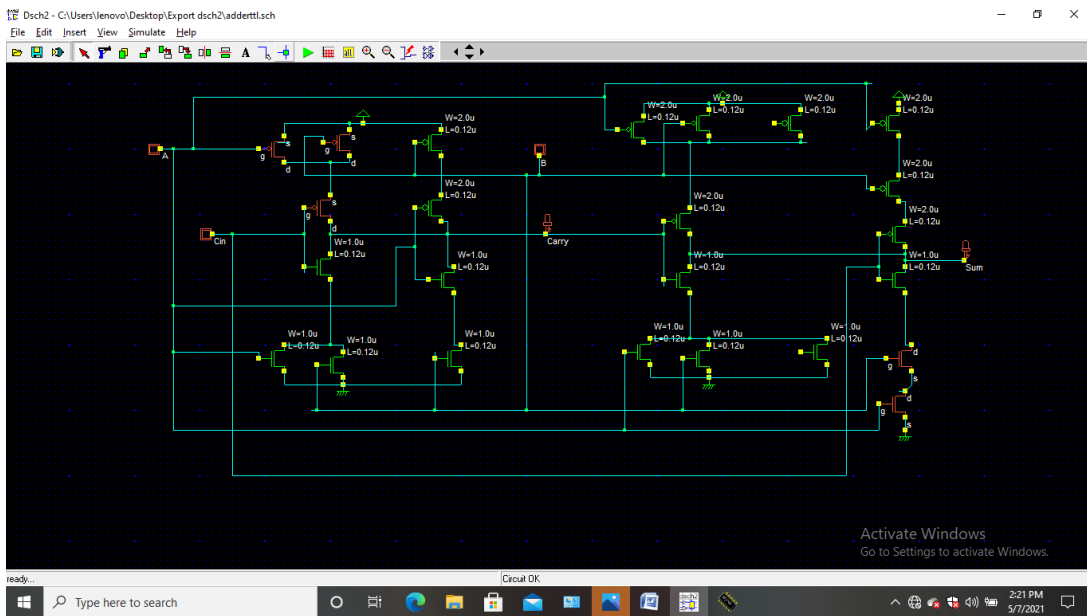 Dsch2 - C:\Users\lenovo\Desktop\Export dsch2\adderttl.sch
File Edit Insert View Simulate Help
A
W=2.0u
L=0.12u
W=2.0u
L=0.12u
W=2.0u
L=0.12u
W=2.0u
L=0.12u
W=2.0u
L=0.12u
s
s
g
g
d
d
A
B
W=2.0u
L=0.12u
W=2.0u
L=0.12u
W=2.0u
L=0.12u
s
g
d
W=2.0u
L=0.12u
Cin
Carry
W=1.0u
L=0.12u
W=1.0u
L=0.12u
W=1.0u
L=0.12u
W=1.0u
L=0.12u
Sum
W=1.0u
L=0.12u
W=1.0u
L=0.12u
W=1.0u
L=0.12u
W=1.0u
L=0.12u
W=1.0u
L=0.12u
W=1.0u
L=0.12u
d
g
s
d
g
s
Activate Windows
Go to Settings to activate Windows.
ready...
Circuit OK
Type here to search
2:21 PM
5/7/2021